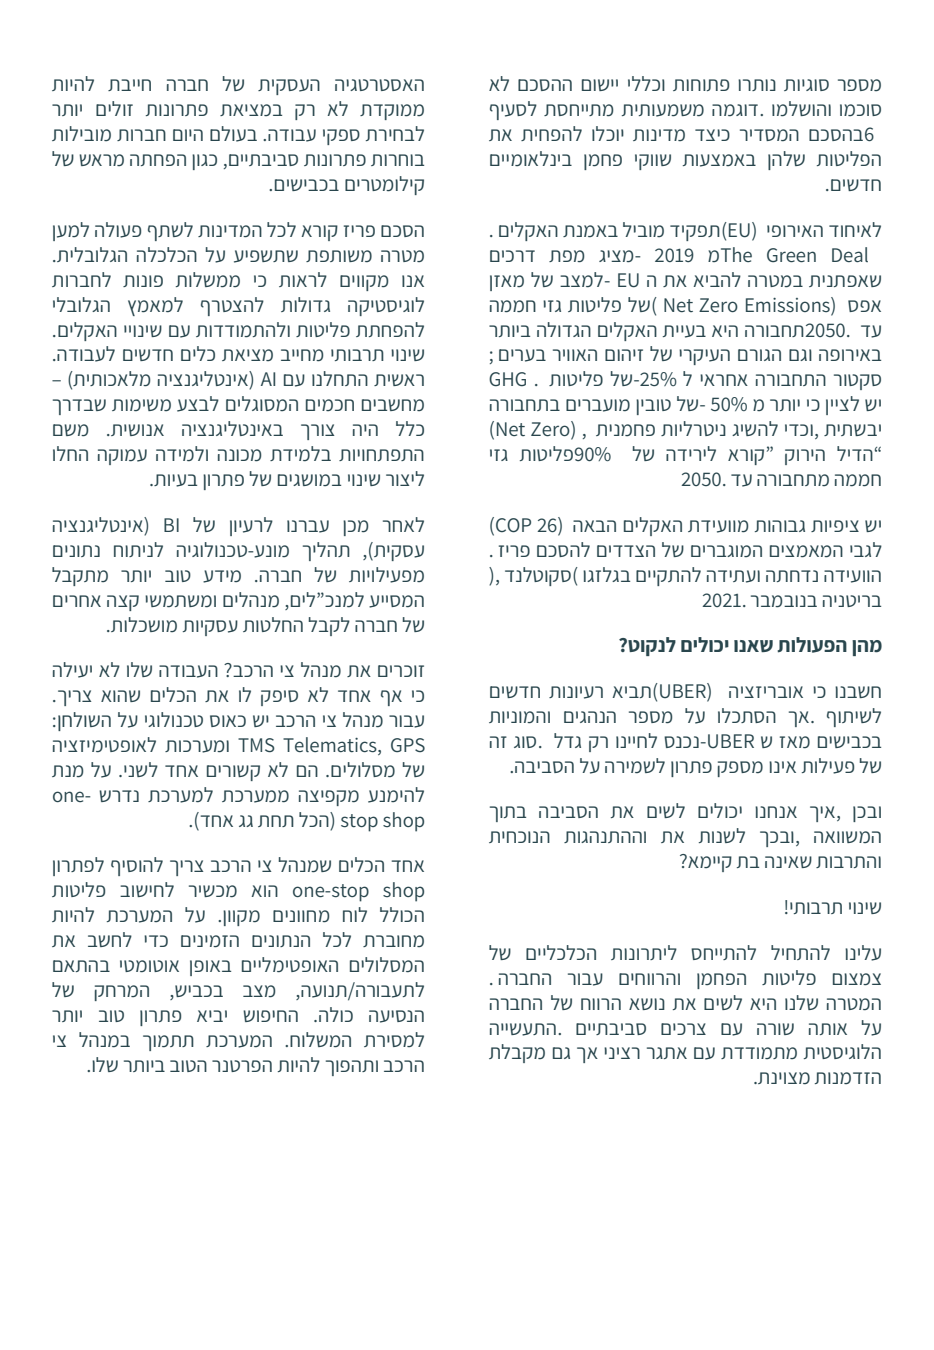 מספר סוגיות נותרו פתוחות וכללי יישום ההסכם לא
סוכמו והושלמו .דוגמה משמעותית מתייחסת לסעיף
6בהסכם המסדיר כיצד מדינות יוכלו להפחית את
הפליטות שלהן באמצעות שווקי פחמן בינלאומיים
חדשים.
לאיחוד האירופי (EU)תפקיד מוביל באמנת האקלים .
The Green Dealמ 2019 -מציג מפת דרכים
שאפתנית במטרה להביא את ה EU -למצב של מאזן
אפס (Net Zero Emissions )של פליטות גזי חממה
עד .2050תחבורה היא בעיית האקלים הגדולה ביותר
באירופה וגם הגורם העיקרי של זיהום האוויר בערים ;
סקטור התחבורה אחראי ל 25%-של פליטות . GHG
יש לציין כי יותר מ 50% -של טובין מועברים בתחבורה
יבשתית ,וכדי להשיג ניטרליות פחמנית , (Net Zero)
“הדיל הירוק ”קורא לירידה של 90%פליטות גזי
חממה מתחבורה עד .2050
יש ציפיות גבוהות מוועידת האקלים הבאה (COP 26)
לגבי המאמצים המוגברים של הצדדים להסכם פריז .
הוועידה נדחתה ועתידה להתקיים בגלזגו )סקוטלנד ,(
בריטניה בנובמבר .2021
מהן הפעולות שאנו יכולים לנקוט?
חשבנו כי אובריזציה (UBER)תביא רעיונות חדשים
לשיתוף .אך הסתכלו על מספר הנהגים והמוניות
בכבישים מאז ש UBER-נכנס לחיינו רק גדל .סוג זה
של פעילות אינו מספק פתרון לשמירה על הסביבה.
ובכן ,איך אנחנו יכולים לשים את הסביבה בתוך
המשוואה ,ובכך לשנות את וההתנהגות הנוכחית
והתרבות שאינה בת קיימא?
שינוי תרבותי!
עלינו להתחיל להתייחס ליתרונות הכלכליים של
צמצום פליטות הפחמן והרווחים עבור החברה .
המטרה שלנו היא לשים את נושא הרווח של החברה
על אותה שורה עם צרכים סביבתיים .התעשייה
הלוגיסטית מתמודדת עם אתגר רציני אך גם מקבלת
הזדמנות מצוינת.
האסטרטגיה העסקית של חברה חייבת להיות
ממוקדת לא רק במציאת פתרונות זולים יותר
לבחירת ספקי עבודה. בעולם היום חברות מובילות
בוחרות פתרונות סביבתיים, כגון הפחתה מראש של
קילומטרים בכבישים.
הסכם פריז קורא לכל המדינות לשתף פעולה למען
מטרה משותפת שתשפיע על הכלכלה הגלובלית.
אנו מקווים לראות כי ממשלות פונות לחברות
לוגיסטיקה גדולות להצטרף למאמץ הגלובלי
להפחתת פליטות ולהתמודדות עם שינויי האקלים.
שינוי תרבותי מחייב מציאת כלים חדשים לעבודה.
ראשית התחלנו עם AI (אינטליגנציה מלאכותית) –
מחשבים חכמים המסוגלים לבצע משימות שבדרך
כלל היה צורך באינטליגנציה אנושית. משם
התפתחויות בלמידת מכונה ולמידה עמוקה החלו
ליצור שינוי במושגים של פתרון בעיות.
לאחר מכן עברנו לרעיון של BI (אינטליגנציה
עסקית), תהליך מונע-טכנולוגיה לניתוח נתונים
מפעילויות של חברה. מידע טוב יותר מתקבל
המסייע למנכ”לים, מנהלים ומשתמשי קצה אחרים
של חברה לקבל החלטות עסקיות מושכלות.
זוכרים את מנהל צי הרכב? העבודה שלו לא יעילה
כי אף אחד לא סיפק לו את הכלים שהוא צריך.
עבור מנהל צי הרכב יש כאוס טכנולוגי על השולחן:
TMS Telematics, GPS ומערכות לאופטימיזציה
של מסלולים. הם לא קשורים אחד לשני. על מנת
להימנע מקפיצה ממערכת למערכת נדרש one-
stop shop (הכל תחת גג אחד).
אחד הכלים שמנהל צי הרכב צריך להוסיף לפתרון
one-stop shop הוא מכשיר לחישוב פליטות
הכולל לוח מחוונים מקוון. על המערכת להיות
מחוברת לכל הנתונים הזמינים כדי לחשב את
המסלולים האופטימליים באופן אוטומטי בהתאם
לתעבורה/תנועה, מצב בכביש, המרחק של
הנסיעה כולה. החיפוש יביא פתרון טוב יותר
למסירת המשלוח. המערכת תתמוך במנהל צי
הרכב ותהפוך להיות הפרטנר הטוב ביותר שלו.